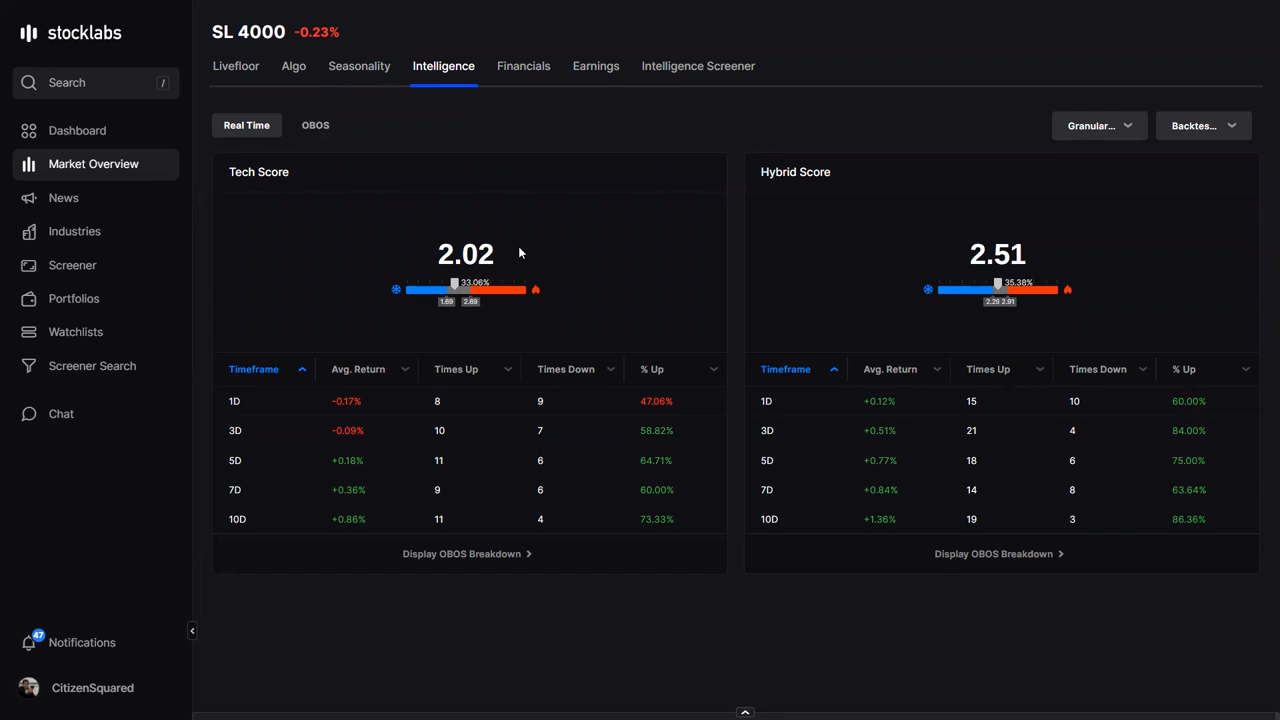 stocklabs
Search /
Dashboard
Market Overview
News
Industries
Screener
Portfolios
Watchlists
Screener Search
Chat
47
Notifications
CitizenSquared
SL 4000 -0.23%
Livefloor Algo Seasonality Intelligence Financials Earnings Intelligence Screener
Real Time OBOS Granular... Backtes...
Tech Score
2.02
33.06%
1.69 2.69
Timeframe Avg. Return Times Up Times Down % Up
1D -0.17% 8 9 47.06%
3D -0.09% 10 7 58.82%
5D +0.18% 11 6 64.71%
7D +0.36% 9 6 60.00%
10D +0.86% 11 4 73.33%
Display OBOS Breakdown
Hybrid Score
2.51
35.38%
2.29 2.91
Timeframe Avg. Return Times Up Times Down % Up
1D +0.12% 15 10 60.00%
3D +0.51% 21 4 84.00%
5D +0.77% 18 6 75.00%
7D +0.84% 14 8 63.64%
10D +1.36% 19 3 86.36%
Display OBOS Breakdown